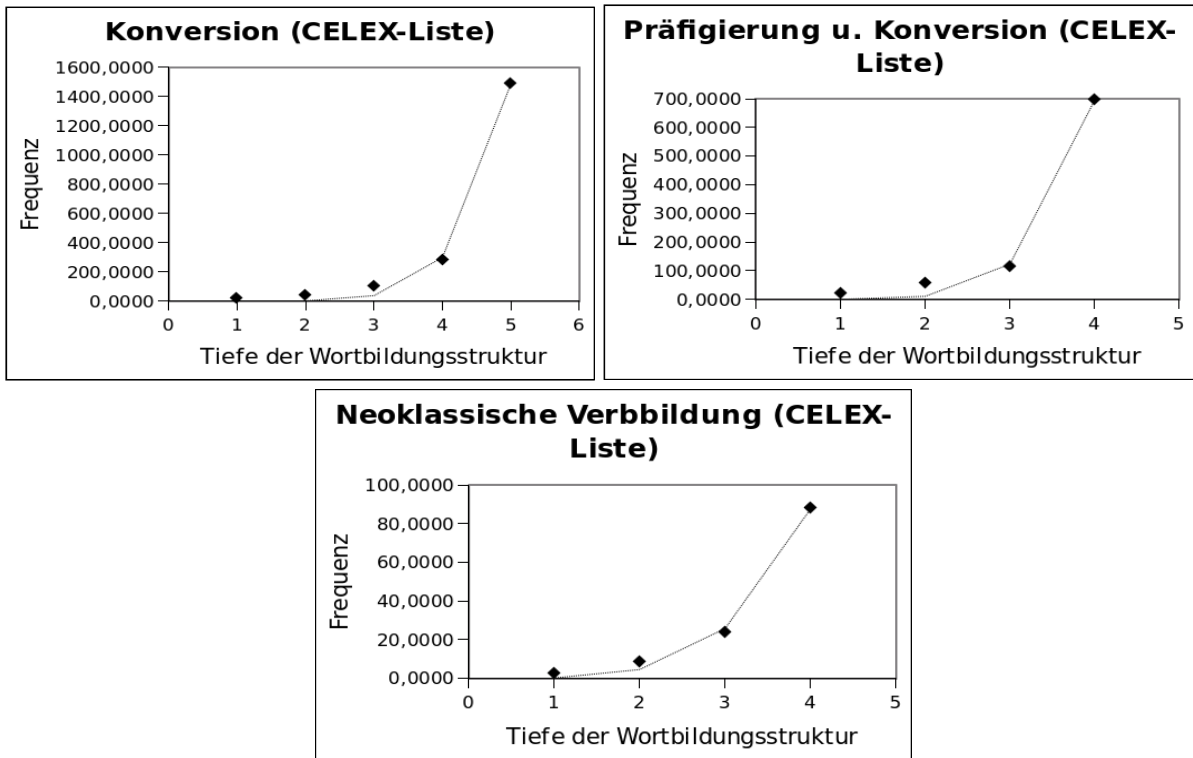 Konversion (CELEX-Liste)
Frequenz
1600,0000
1400,0000
1200,0000
1000,0000
800,0000
600,0000
400,0000
200,0000
0,0000
0 1 2 3 4 5 6
Tiefe der Wortbildungsstruktur
Präfigierung u. Konversion (CELEX-
Liste)
Frequenz
700,0000
600,0000
500,0000
400,0000
300,0000
200,0000
100,0000
0,0000
0 1 2 3 4 5
Tiefe der Wortbildungsstruktur
Neoklassische Verbbildung (CELEX-
Liste)
Frequenz
100,0000
80,0000
60,0000
40,0000
20,0000
0,0000
0 1 2 3 4 5
Tiefe der Wortbildungsstruktur